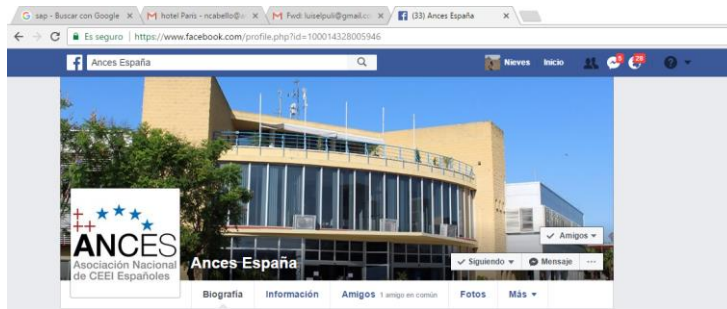 sap - Buscar con Google
hotel Paris - ncabello@a
Fwd: luiselpuli@gmail.c
(33) Ances España
Es seguro | https://www.facebook.com/profile.php?id=100014328005946
Ances España
Nieves
Inicio
5
28
ANCES
Asociación Nacional
de CEEI Españoles
Ances España
Amigos
Siguiendo
Mensaje
Biografía
Información
Amigos 1 amigo en común
Fotos
Más